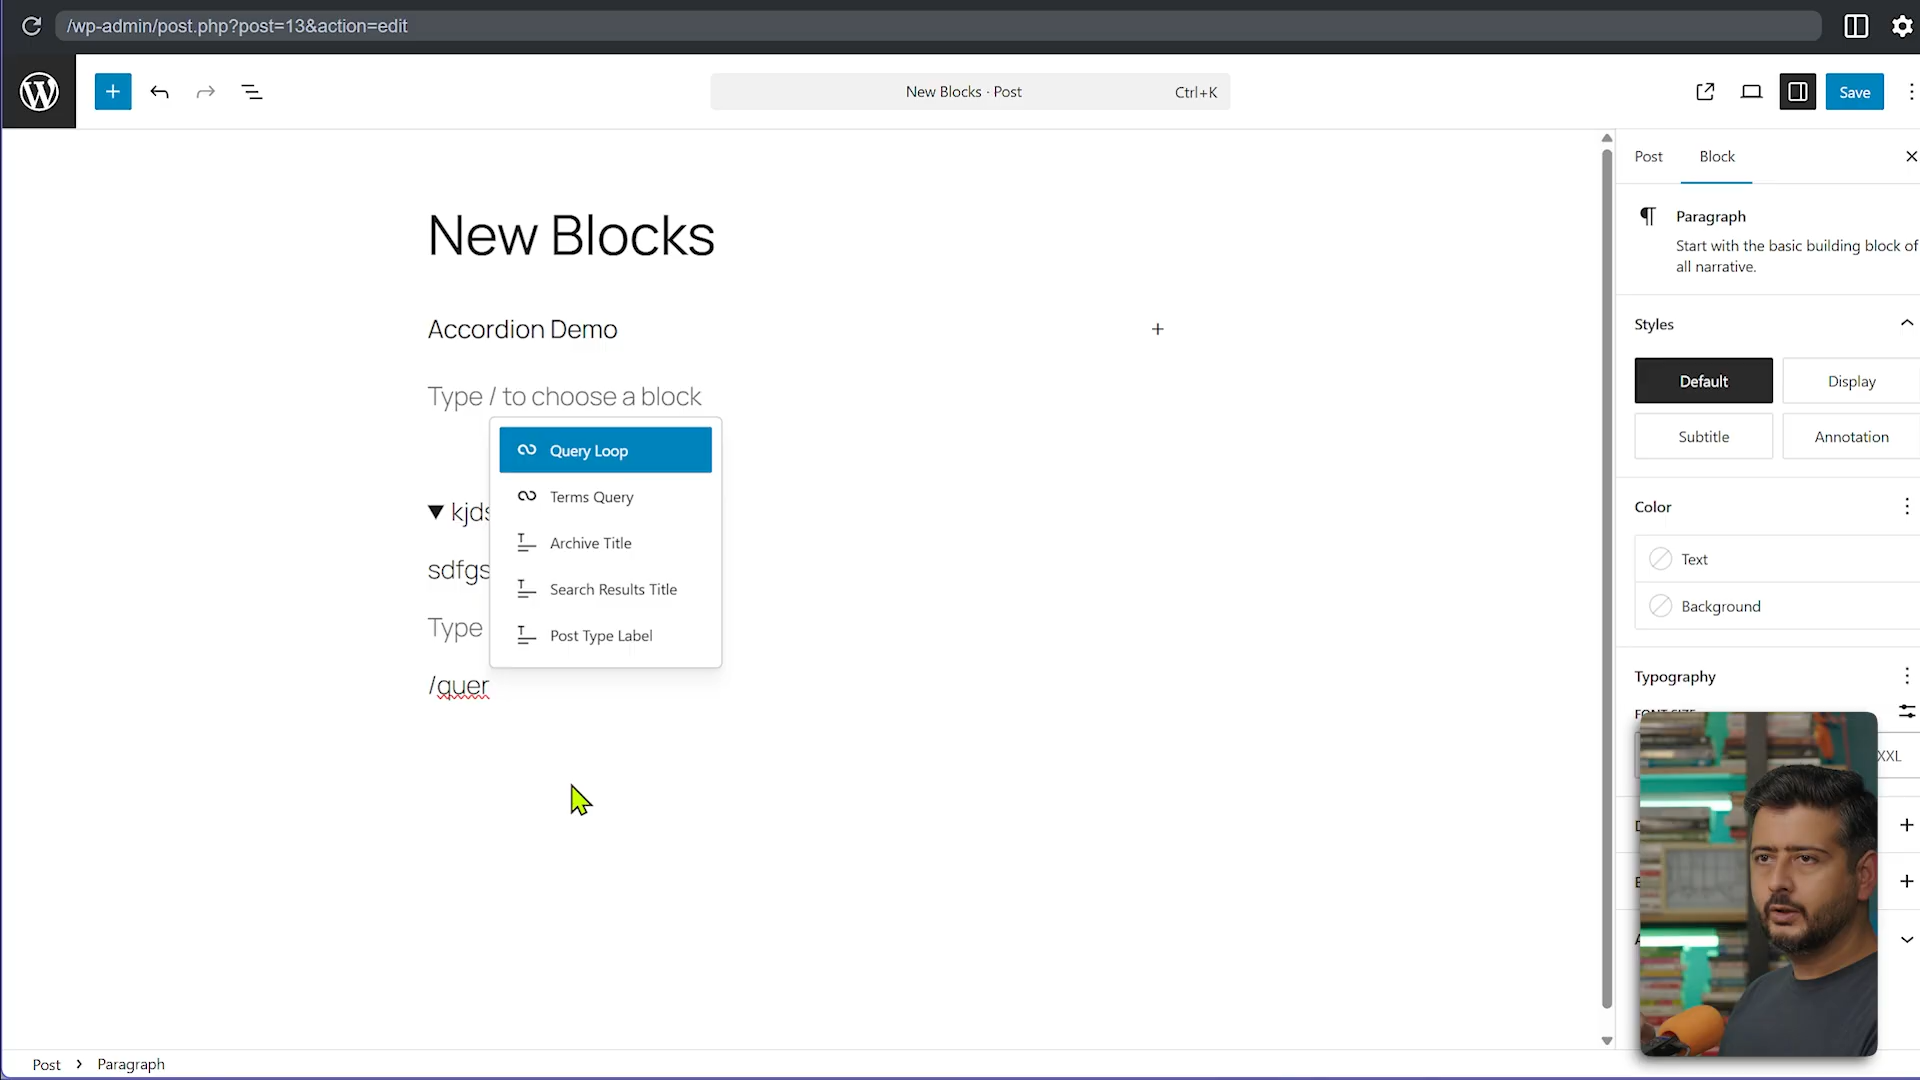 /wp-admin/post.php?post=13&action=edit
New Blocks · Post
Ctrl+K
Save
Post
Block
Paragraph
Start with the basic building block of
all narrative.
New Blocks
Accordion Demo
Type / to choose a block
Query Loop
Terms Query
Archive Title
Search Results Title
Post Type Label
kjds
sdfgs
Type
/quer
Styles
Default
Display
Subtitle
Annotation
Color
Text
Background
Typography
FONT SIZE
XXL
Post
Paragraph